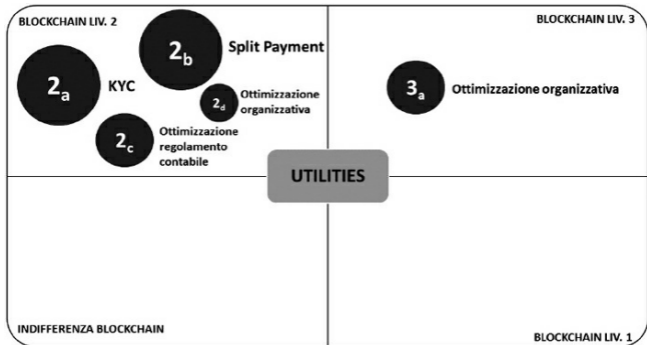 BLOCKCHAIN LIV. 2
BLOCKCHAIN LIV. 3
2b
Split Payment
2a
KYC
2d
Ottimizzazione
organizzativa
3a
Ottimizzazione organizzativa
2c
Ottimizzazione
regolamento
contabile
UTILITIES
INDIFFERENZA BLOCKCHAIN
BLOCKCHAIN LIV. 1